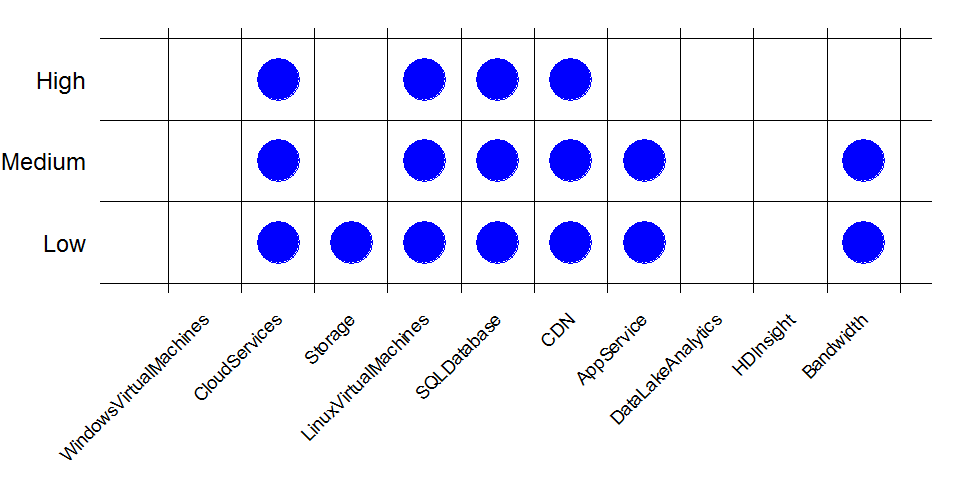 High
Medium
Low
WindowsVirtualMachines
CloudServices
Storage
LinuxVirtualMachines
SQLDatabase
CDN
AppService
DataLakeAnalytics
HDInsight
Bandwidth